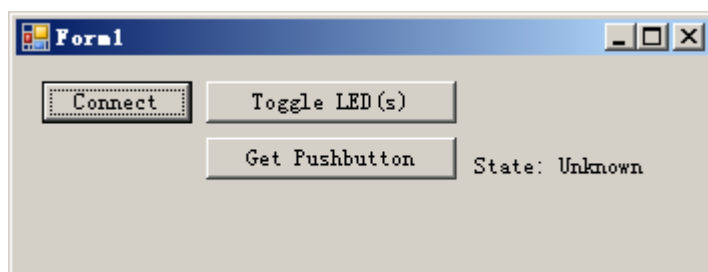 Form1
Connect
Toggle LED(s)
Get Pushbutton
State: Unknown